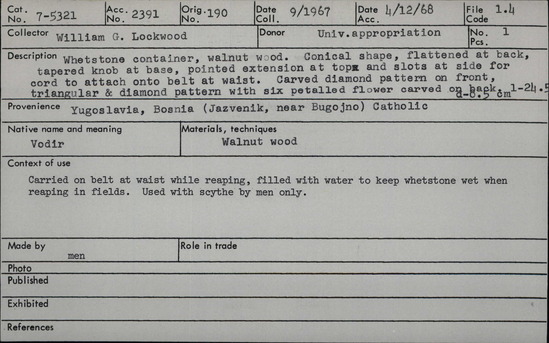 Cat. No. 7-5321 Acc. No. 2391 Orig. No. 190 Date Coll. 9/1967 Date Acc. 4/12/68 File Code 1.4
Collector William G. Lockwood Donor Univ.appropriation No. Pcs. 1
Description Whetstone container, walnut wood. Conical shape, flattened at back,
tapered knob at base, pointed extension at top and slots at side for
cord to attach onto belt at waist. Carved diamond pattern on front,
triangular & diamond pattern with six petalled flower carved on back. l-24.5
d-8.5 cm
Provenience Yugoslavia, Bosnia (Jazvenik, near Bugojno) Catholic
Native name and meaning Materials, techniques
Vodir Walnut wood
Context of use
Carried on belt at waist while reaping, filled with water to keep whetstone wet when
reaping in fields. Used with scythe by men only.
Made by men Role in trade
Photo
Published
Exhibited
References